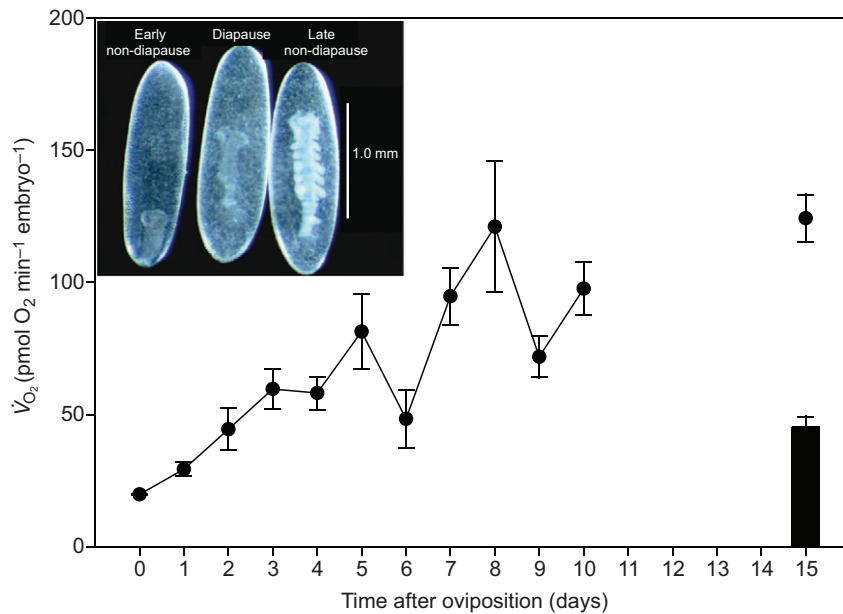 Early
non-diapause
Diapause
Late
non-diapause
1.0 mm
200
150
100
50
0
V̇O₂ (pmol O₂ min⁻¹ embryo⁻¹)
0 1 2 3 4 5 6 7 8 9 10 11 12 13 14 15
Time after oviposition (days)